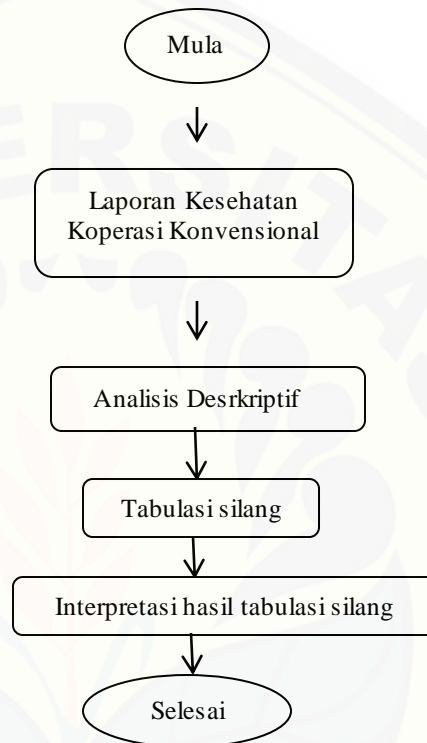 Mula
Laporan Kesehatan
Koperasi Konvensional
Analisis Desrkriptif
Tabulasi silang
Interpretasi hasil tabulasi silang
Selesai